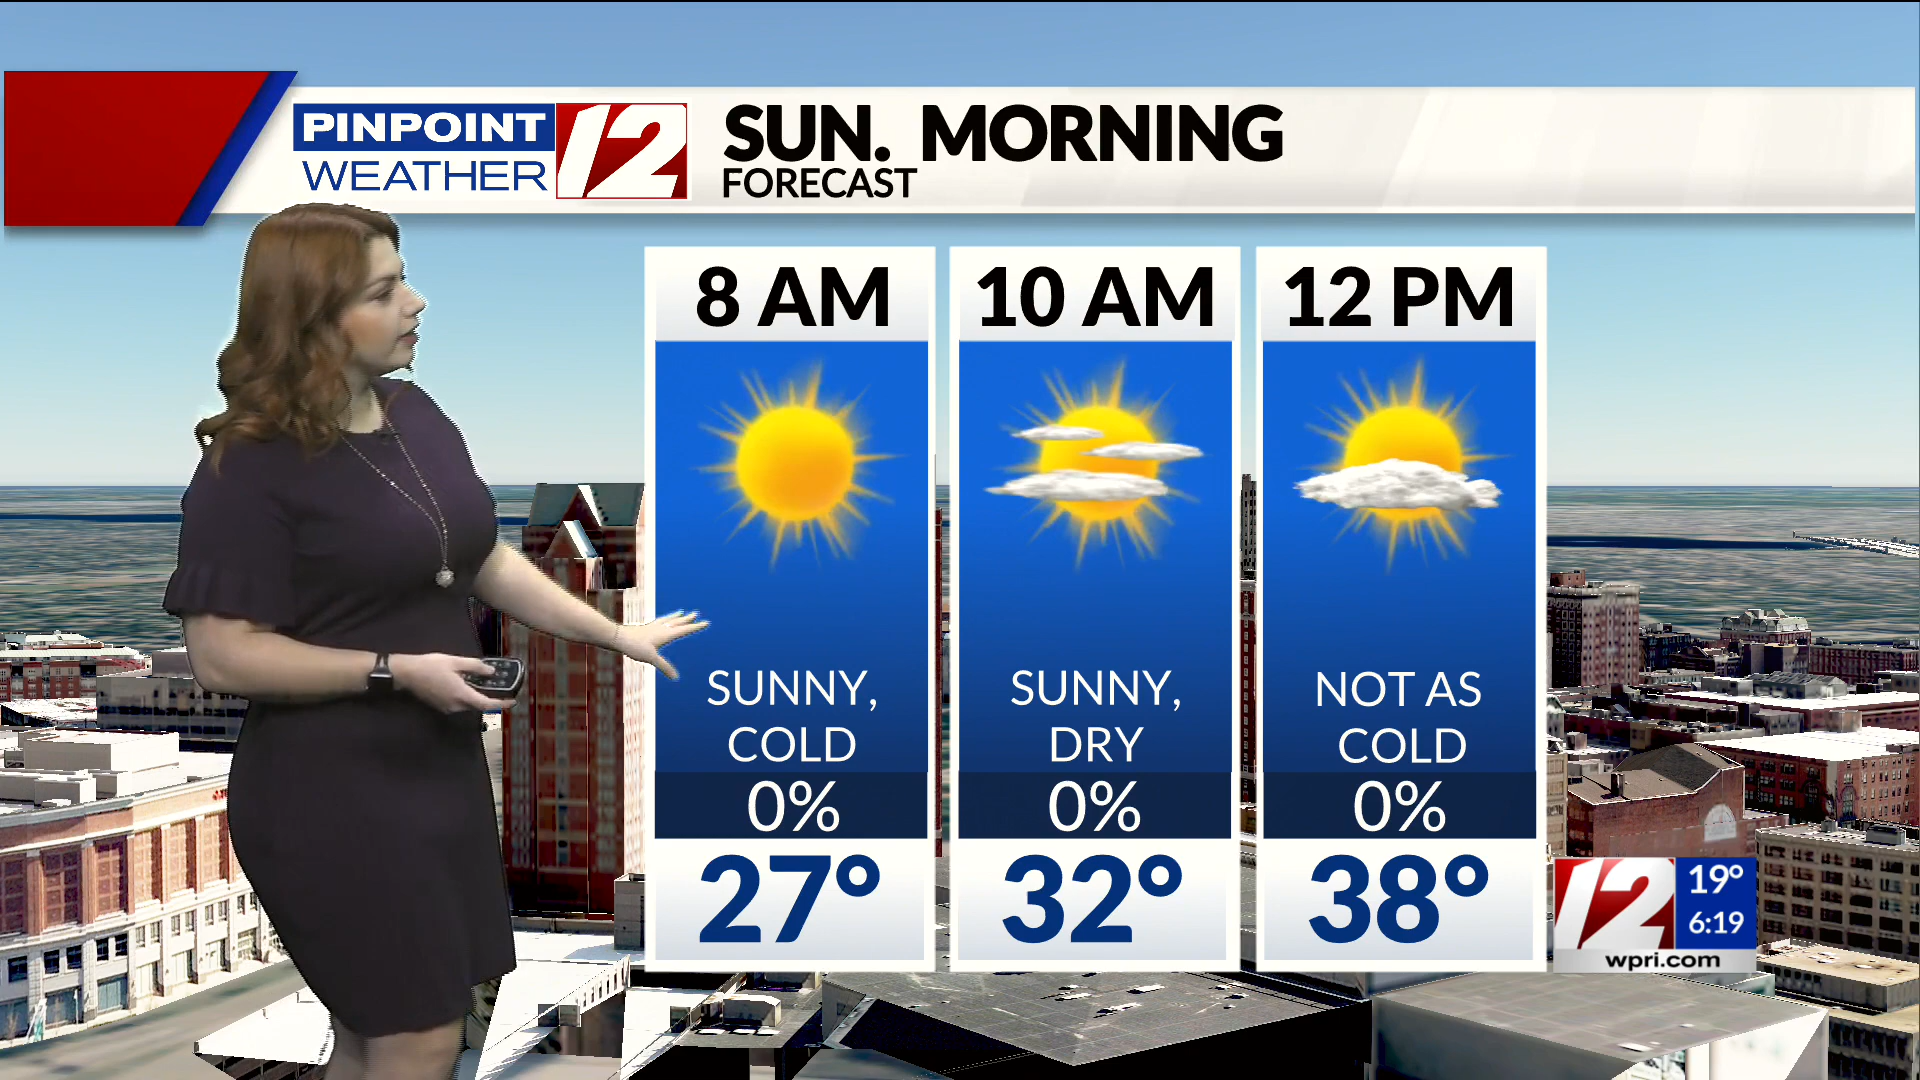 PINPOINT
WEATHER
12
SUN. MORNING
FORECAST
8 AM
SUNNY,
COLD
0%
27°
10 AM
SUNNY,
DRY
0%
32°
12 PM
NOT AS
COLD
0%
38°
12
19°
6:19
wpri.com